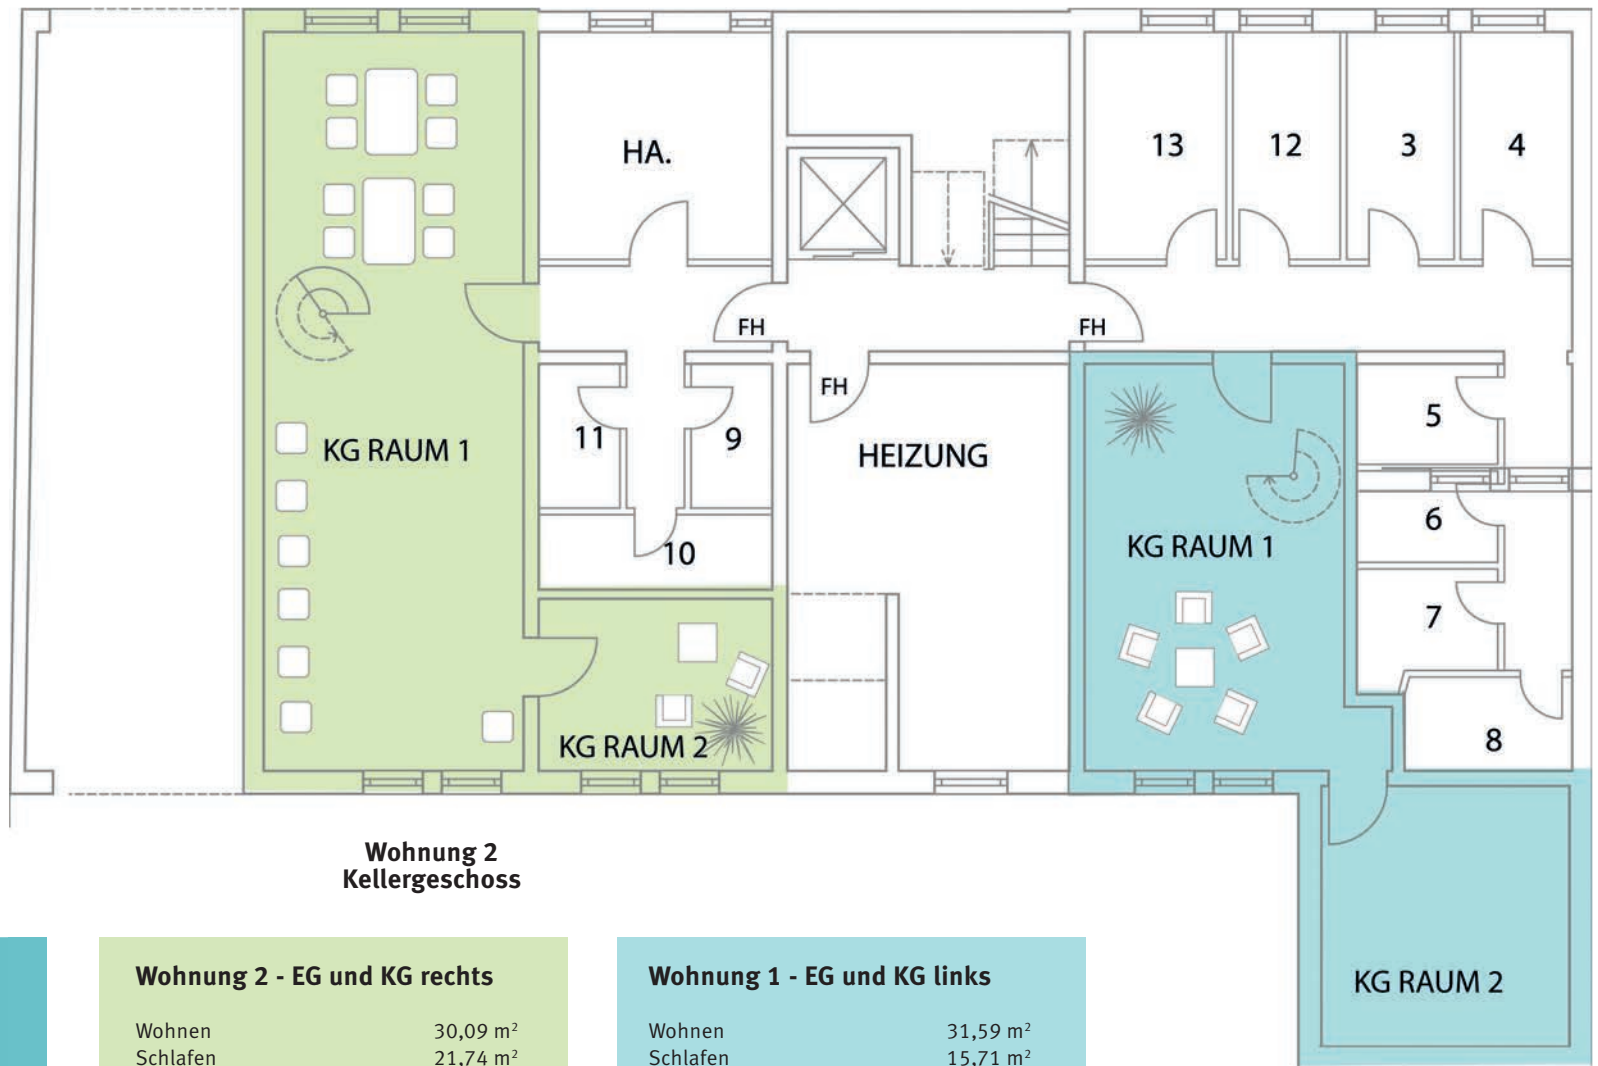 HA.
13
12
3
4
FH
FH
FH
KG RAUM 1
11
9
HEIZUNG
5
6
10
KG RAUM 1
7
KG RAUM 2
8
Wohnung 2
Kellergeschoss
KG RAUM 2
Wohnung 2 - EG und KG rechts
Wohnen 30,09 m²
Schlafen 21,74 m²
Wohnung 1 - EG und KG links
Wohnen 31,59 m²
Schlafen 15,71 m²